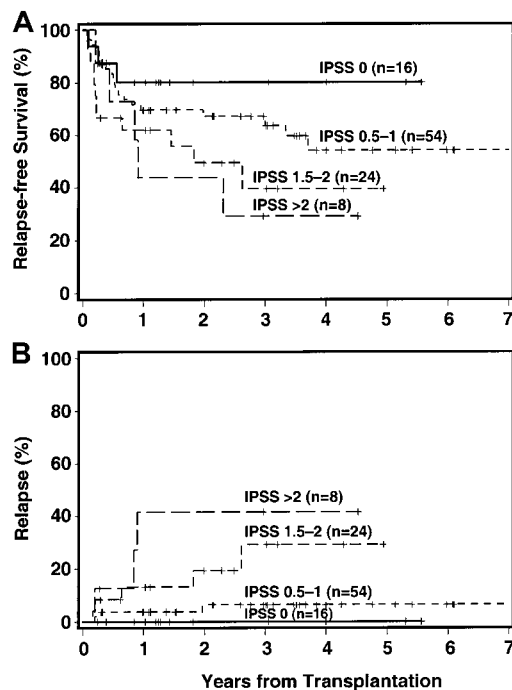 A
Relapse-free Survival (%)
100
80
60
40
20
0
IPSS 0 (n=16)
IPSS 0.5–1 (n=54)
IPSS 1.5–2 (n=24)
IPSS >2 (n=8)
0 1 2 3 4 5 6 7
B
Relapse (%)
100
80
60
40
20
0
IPSS >2 (n=8)
IPSS 1.5–2 (n=24)
IPSS 0.5–1 (n=54)
IPSS 0 (n=16)
0 1 2 3 4 5 6 7
Years from Transplantation